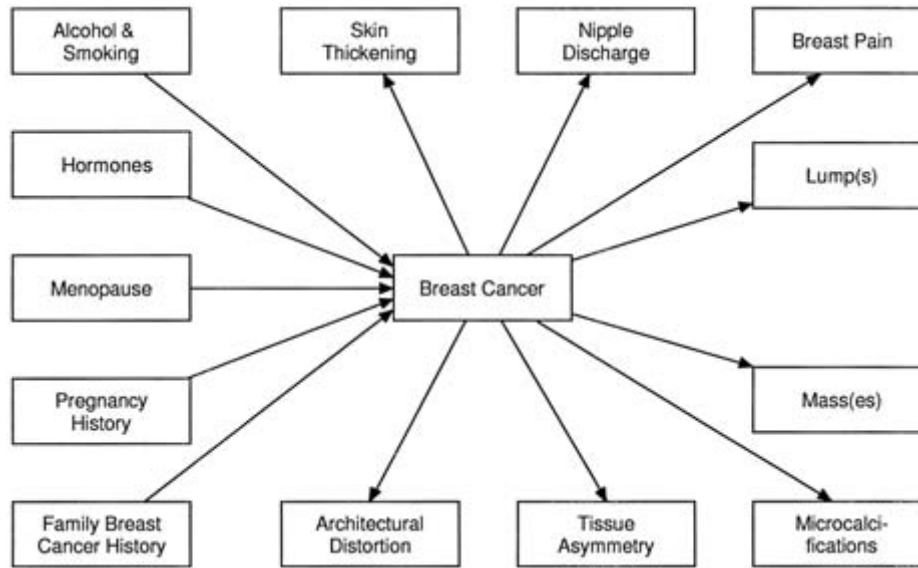 Alcohol &
Smoking
Skin
Thickening
Nipple
Discharge
Breast Pain
Hormones
Lump(s)
Menopause
Breast Cancer
Pregnancy
History
Mass(es)
Family Breast
Cancer History
Architectural
Distortion
Tissue
Asymmetry
Microcalci-
fications